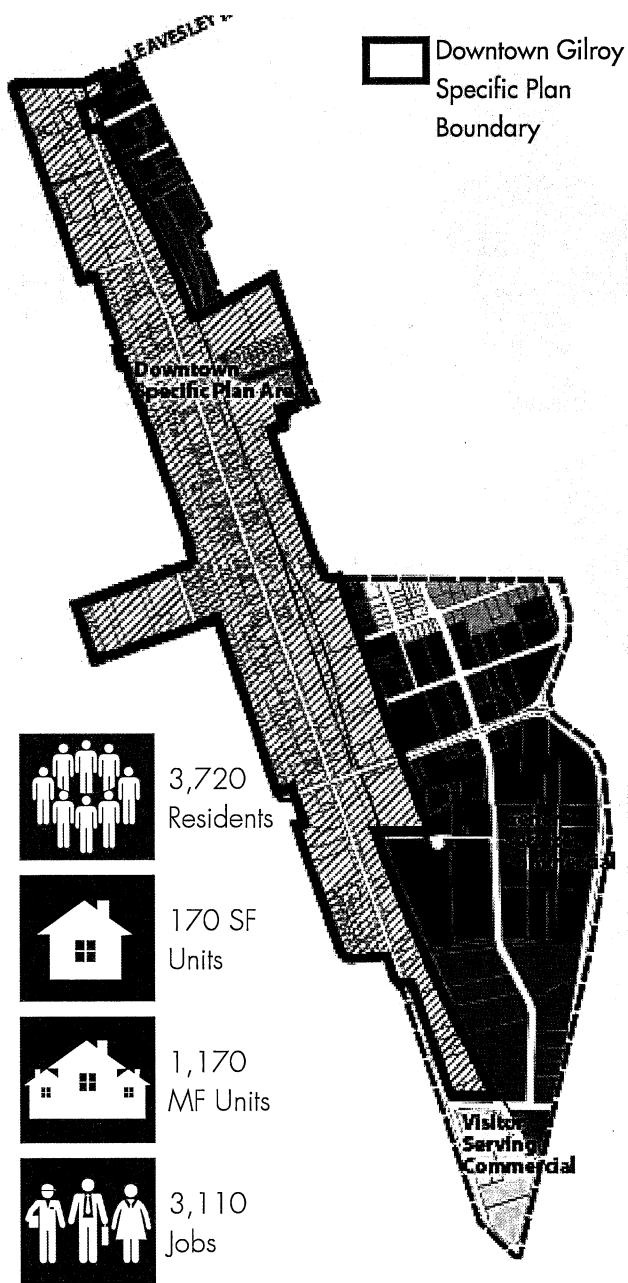 LEAVESLEY
Downtown Gilroy
Specific Plan
Boundary
Downtown
Specific Plan Area
3,720
Residents
170 SF
Units
1,170
MF Units
3,110
Jobs
Visitor
Serving
Commercial